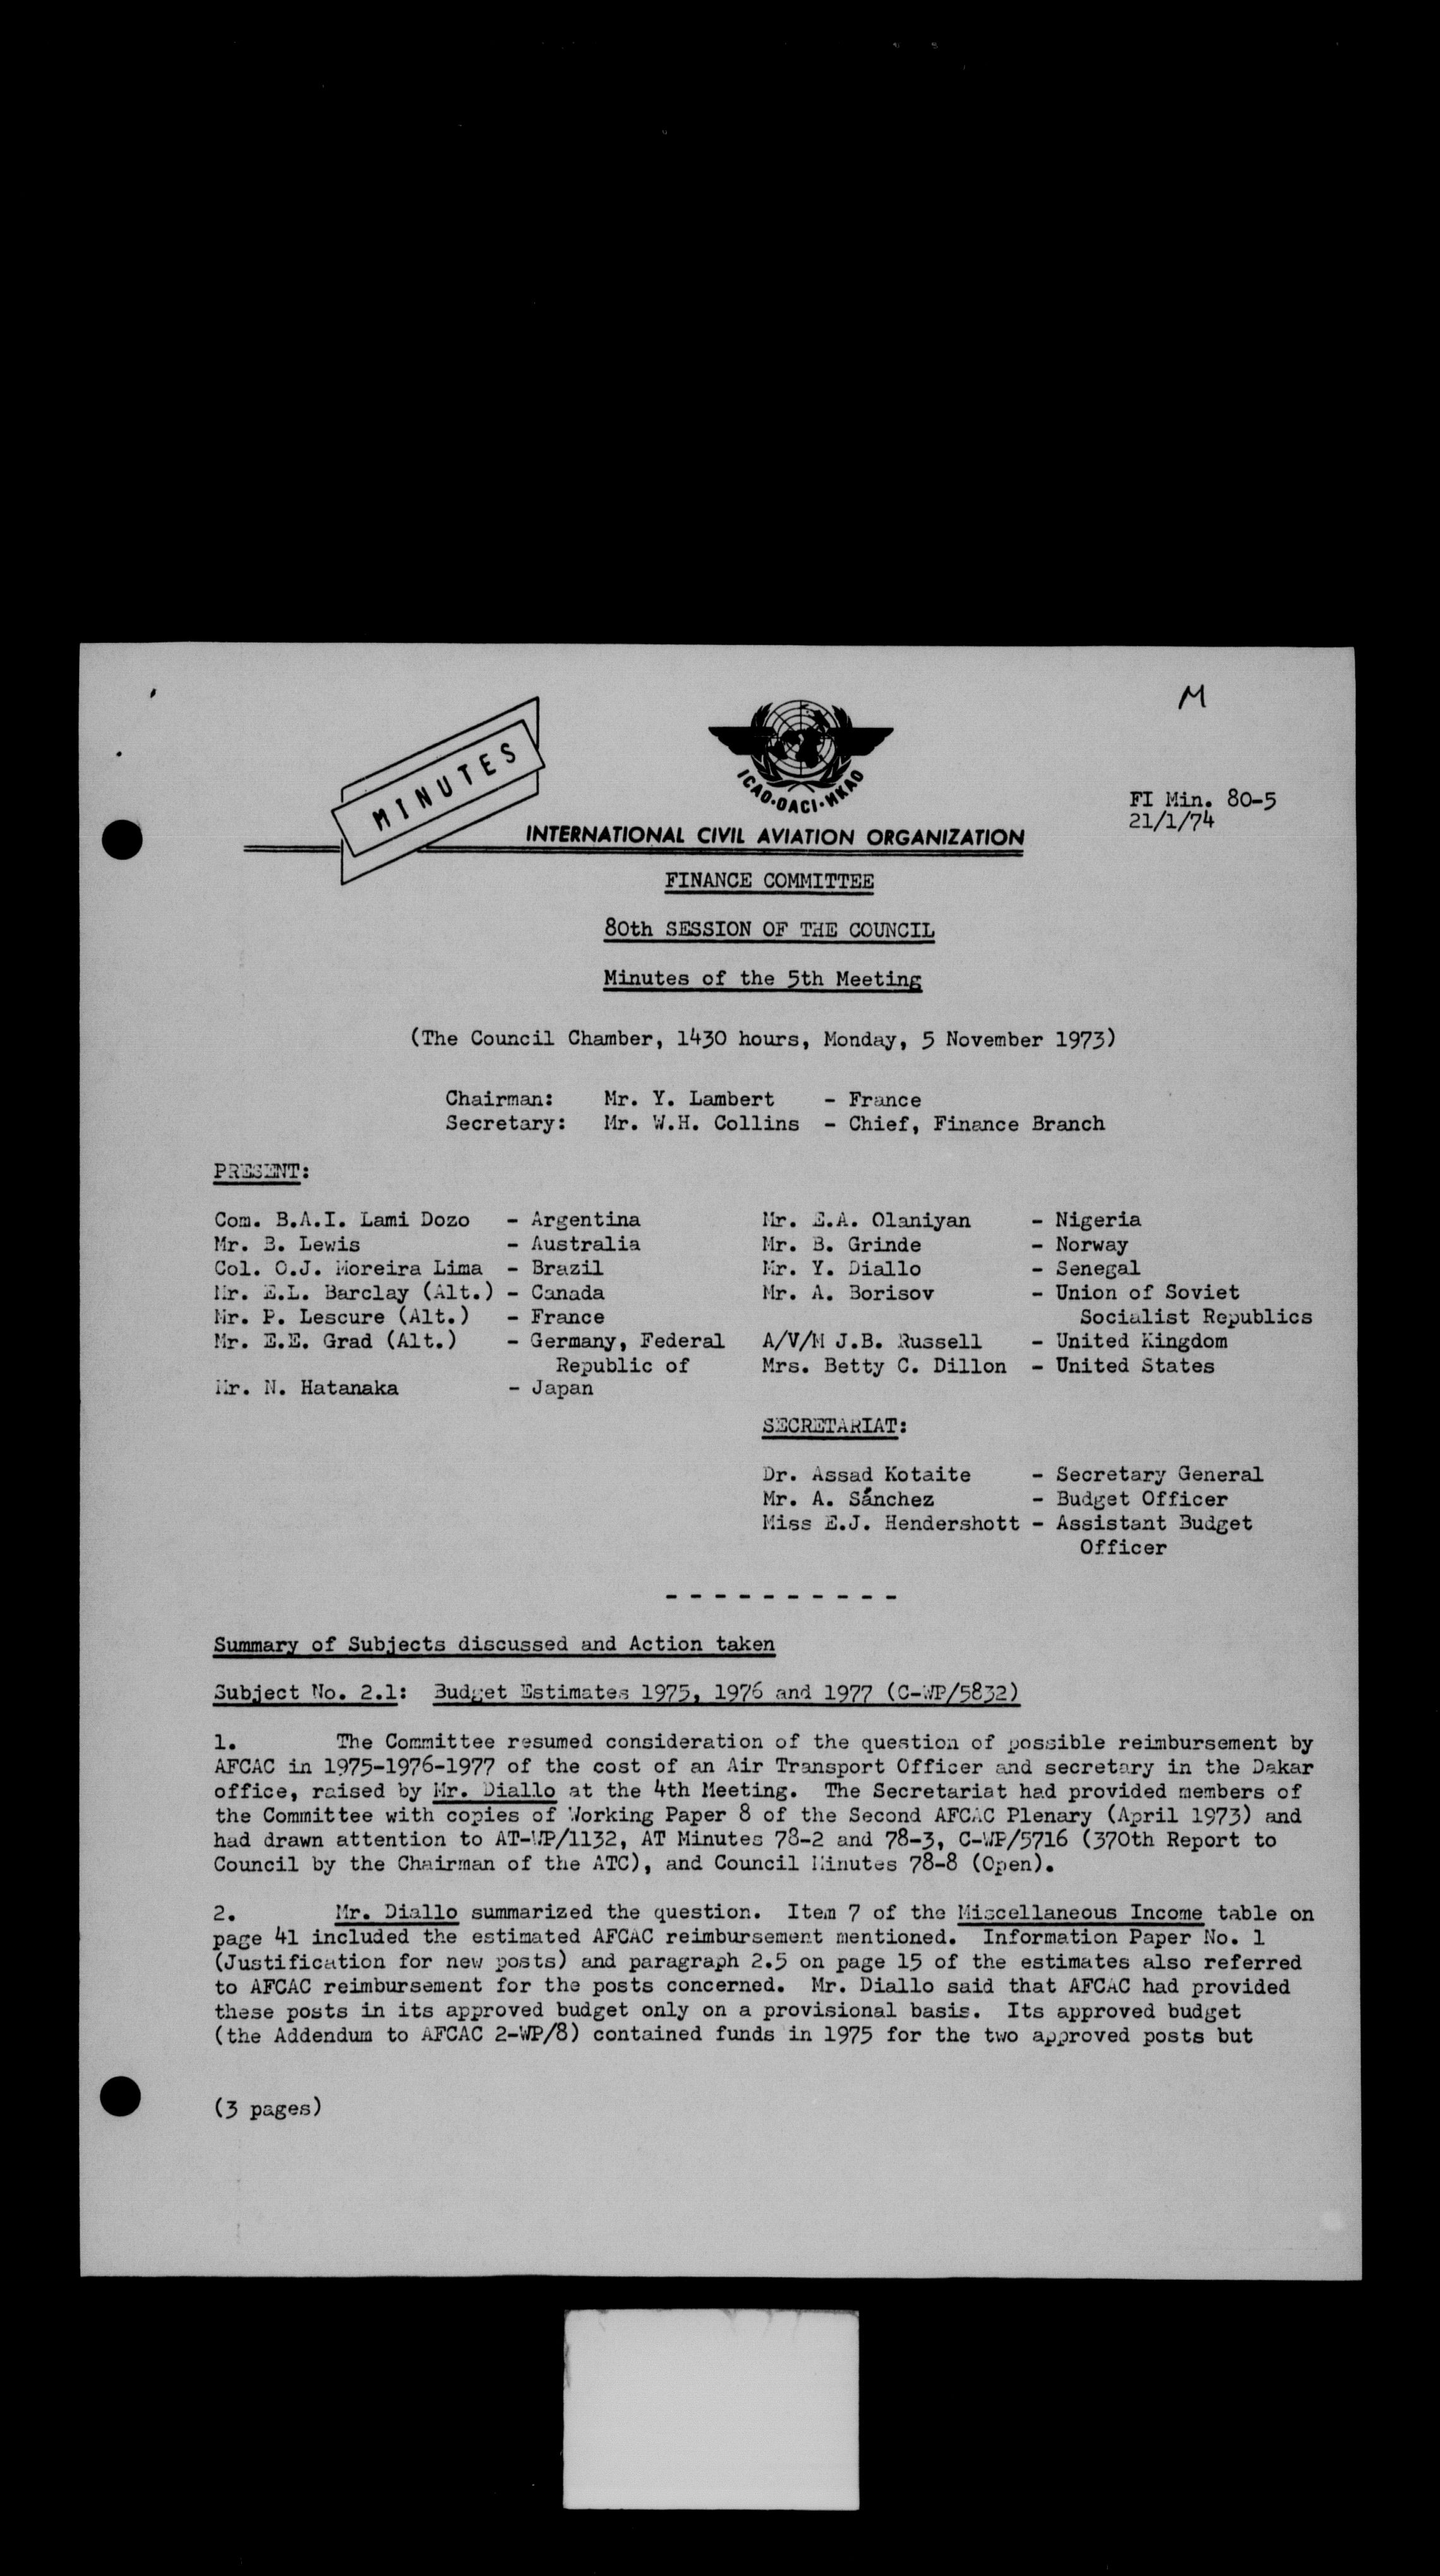 M
MINUTES
ICAO·OACI·ИКАО
FI Min. 80-5
21/1/74
INTERNATIONAL CIVIL AVIATION ORGANIZATION
FINANCE COMMITTEE
80th SESSION OF THE COUNCIL
Minutes of the 5th Meeting
(The Council Chamber, 1430 hours, Monday, 5 November 1973)
Chairman: Mr. Y. Lambert - France
Secretary: Mr. W.H. Collins - Chief, Finance Branch
PRESENT:
Com. B.A.I. Lami Dozo - Argentina
Mr. B. Lewis - Australia
Col. O.J. Moreira Lima - Brazil
Mr. E.L. Barclay (Alt.) - Canada
Mr. P. Lescure (Alt.) - France
Mr. E.E. Grad (Alt.) - Germany, Federal
Republic of
Mr. N. Hatanaka - Japan
Mr. E.A. Olaniyan - Nigeria
Mr. B. Grinde - Norway
Mr. Y. Diallo - Senegal
Mr. A. Borisov - Union of Soviet
Socialist Republics
A/V/M J.B. Russell - United Kingdom
Mrs. Betty C. Dillon - United States
SECRETARIAT:
Dr. Assad Kotaite - Secretary General
Mr. A. Sánchez - Budget Officer
Miss E.J. Hendershott - Assistant Budget
Officer
- - - - - - - - - -
Summary of Subjects discussed and Action taken
Subject No. 2.1: Budget Estimates 1975, 1976 and 1977 (C-WP/5832)
1. The Committee resumed consideration of the question of possible reimbursement by
AFCAC in 1975-1976-1977 of the cost of an Air Transport Officer and secretary in the Dakar
office, raised by Mr. Diallo at the 4th Meeting. The Secretariat had provided members of
the Committee with copies of Working Paper 8 of the Second AFCAC Plenary (April 1973) and
had drawn attention to AT-WP/1132, AT Minutes 78-2 and 78-3, C-WP/5716 (370th Report to
Council by the Chairman of the ATC), and Council Minutes 78-8 (Open).
2. Mr. Diallo summarized the question. Item 7 of the Miscellaneous Income table on
page 41 included the estimated AFCAC reimbursement mentioned. Information Paper No. 1
(Justification for new posts) and paragraph 2.5 on page 15 of the estimates also referred
to AFCAC reimbursement for the posts concerned. Mr. Diallo said that AFCAC had provided
these posts in its approved budget only on a provisional basis. Its approved budget
(the Addendum to AFCAC 2-WP/8) contained funds in 1975 for the two approved posts but
(3 pages)